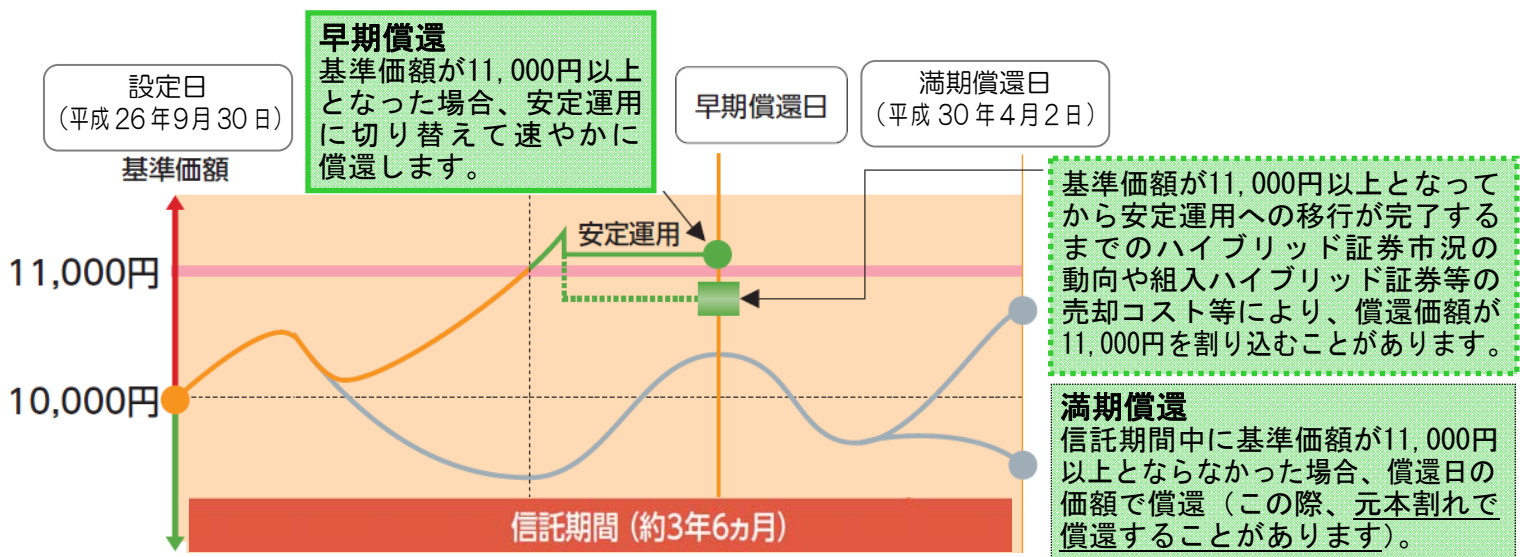 早期償還
基準価額が11,000円以上
となった場合、安定運用
に切り替えて速やかに
償還します。
設定日
(平成26年9月30日)
早期償還日
満期償還日
(平成30年4月2日)
基準価額
11,000円
10,000円
安定運用
基準価額が11,000円以上となって
から安定運用への移行が完了する
までのハイブリッド証券市況の
動向や組入ハイブリッド証券等の
売却コスト等により、償還価額が
11,000円を割り込むことがあります。
満期償還
信託期間中に基準価額が11,000円
以上とならなかった場合、償還日の
価額で償還(この際、元本割れで
償還することがあります)。
信託期間(約3年6ヵ月)